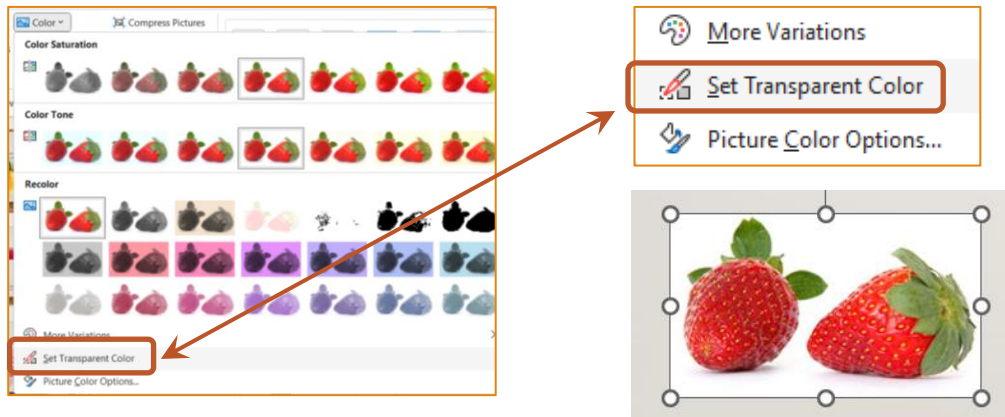 Color
Compress Pictures
Color Saturation
Color Tone
Recolor
More Variations
Set Transparent Color
Picture Color Options...
More Variations
Set Transparent Color
Picture Color Options...